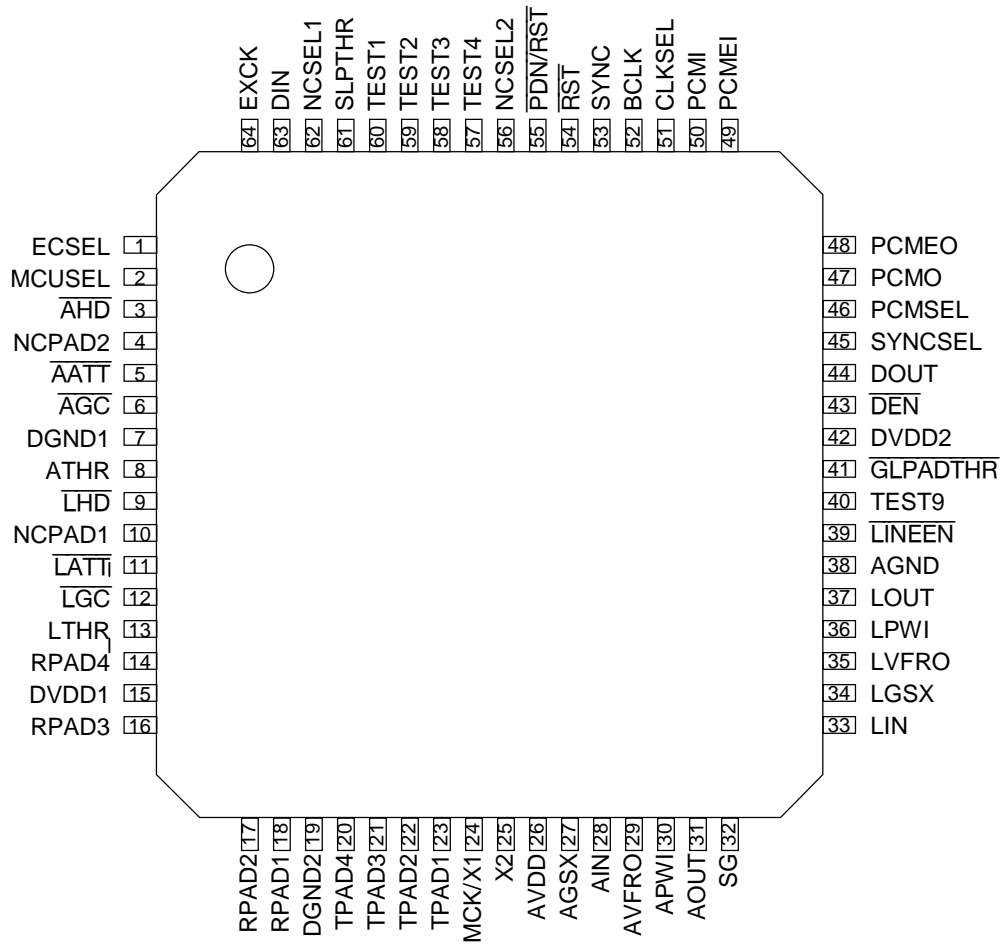 64 EXCK
63 DIN
62 NCSEL1
61 SLPTHR
60 TEST1
59 TEST2
58 TEST3
57 TEST4
56 NCSEL2
55 PDN/RST
54 RST
53 SYNC
52 BCLK
51 CLKSEL
50 PCMI
49 PCMEI
ECSEL 1
MCUSEL 2
AHD 3
NCPAD2 4
AATT 5
AGC 6
DGND1 7
ATHR 8
LHD 9
NCPAD1 10
LATT 11
LGC 12
LTHR 13
RPAD4 14
DVDD1 15
RPAD3 16
48 PCMEO
47 PCMO
46 PCMSEL
45 SYNCSEL
44 DOUT
43 DEN
42 DVDD2
41 GLPADTHR
40 TEST9
39 LINEEN
38 AGND
37 LOUT
36 LPWI
35 LVFRO
34 LGSX
33 LIN
RPAD2 17
RPAD1 18
DGND2 19
TPAD4 20
TPAD3 21
TPAD2 22
TPAD1 23
MCK/X1 24
X2 25
AVDD 26
AGSX 27
AIN 28
AVFRO 29
APWI 30
AOUT 31
SG 32